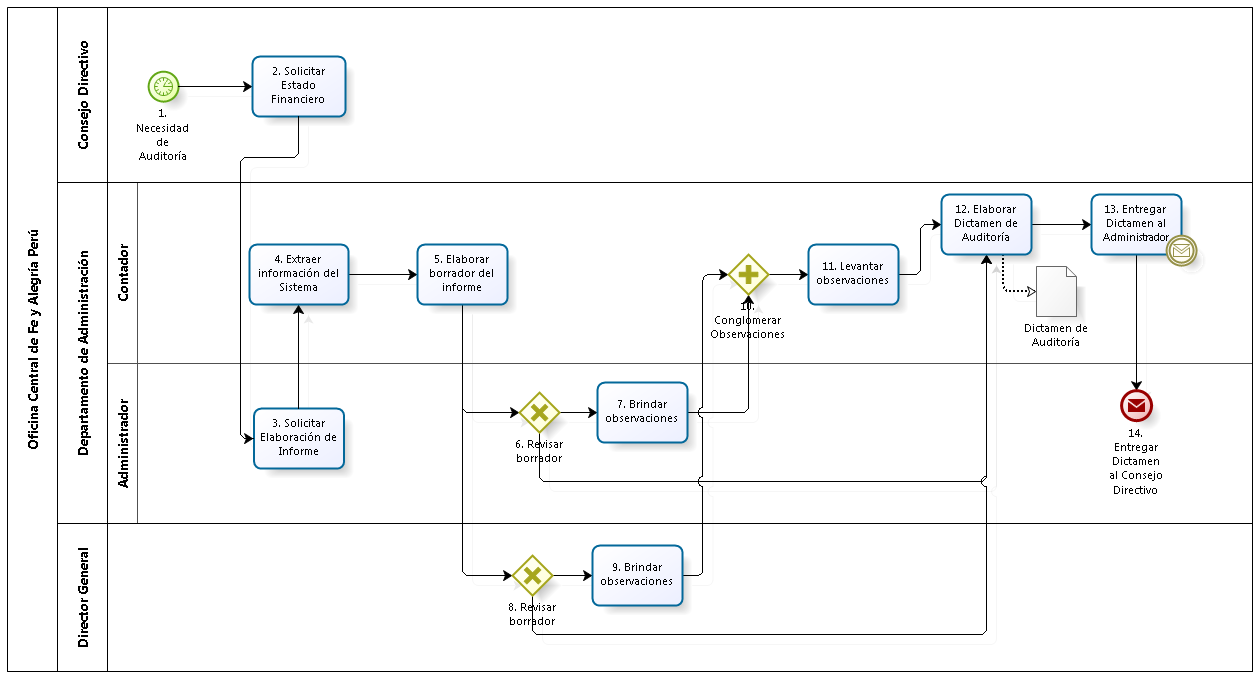 Oficina Central de Fe y Alegría Perú
Consejo Directivo
1.
Necesidad
de
Auditoría
2. Solicitar
Estado
Financiero
Departamento de Administración
Contador
4. Extraer
información del
Sistema
5. Elaborar
borrador del
informe
10.
Conglomerar
Observaciones
11. Levantar
observaciones
12. Elaborar
Dictamen de
Auditoría
Dictamen de
Auditoría
13. Entregar
Dictamen al
Administrador
Administrador
3. Solicitar
Elaboración de
Informe
6. Revisar
borrador
7. Brindar
observaciones
14.
Entregar
Dictamen
al Consejo
Directivo
Director General
8. Revisar
borrador
9. Brindar
observaciones